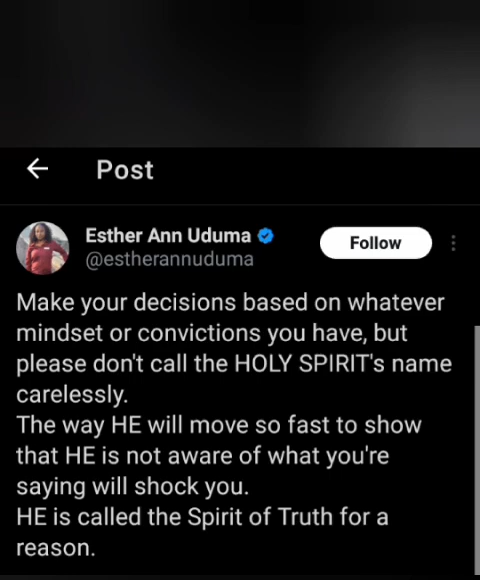 Post
Esther Ann Uduma
Follow
@estherannuduma
Make your decisions based on whatever
mindset or convictions you have, but
please don't call the HOLY SPIRIT's name
carelessly.
The way HE will move so fast to show
that HE is not aware of what you're
saying will shock you.
HE is called the Spirit of Truth for a
reason.